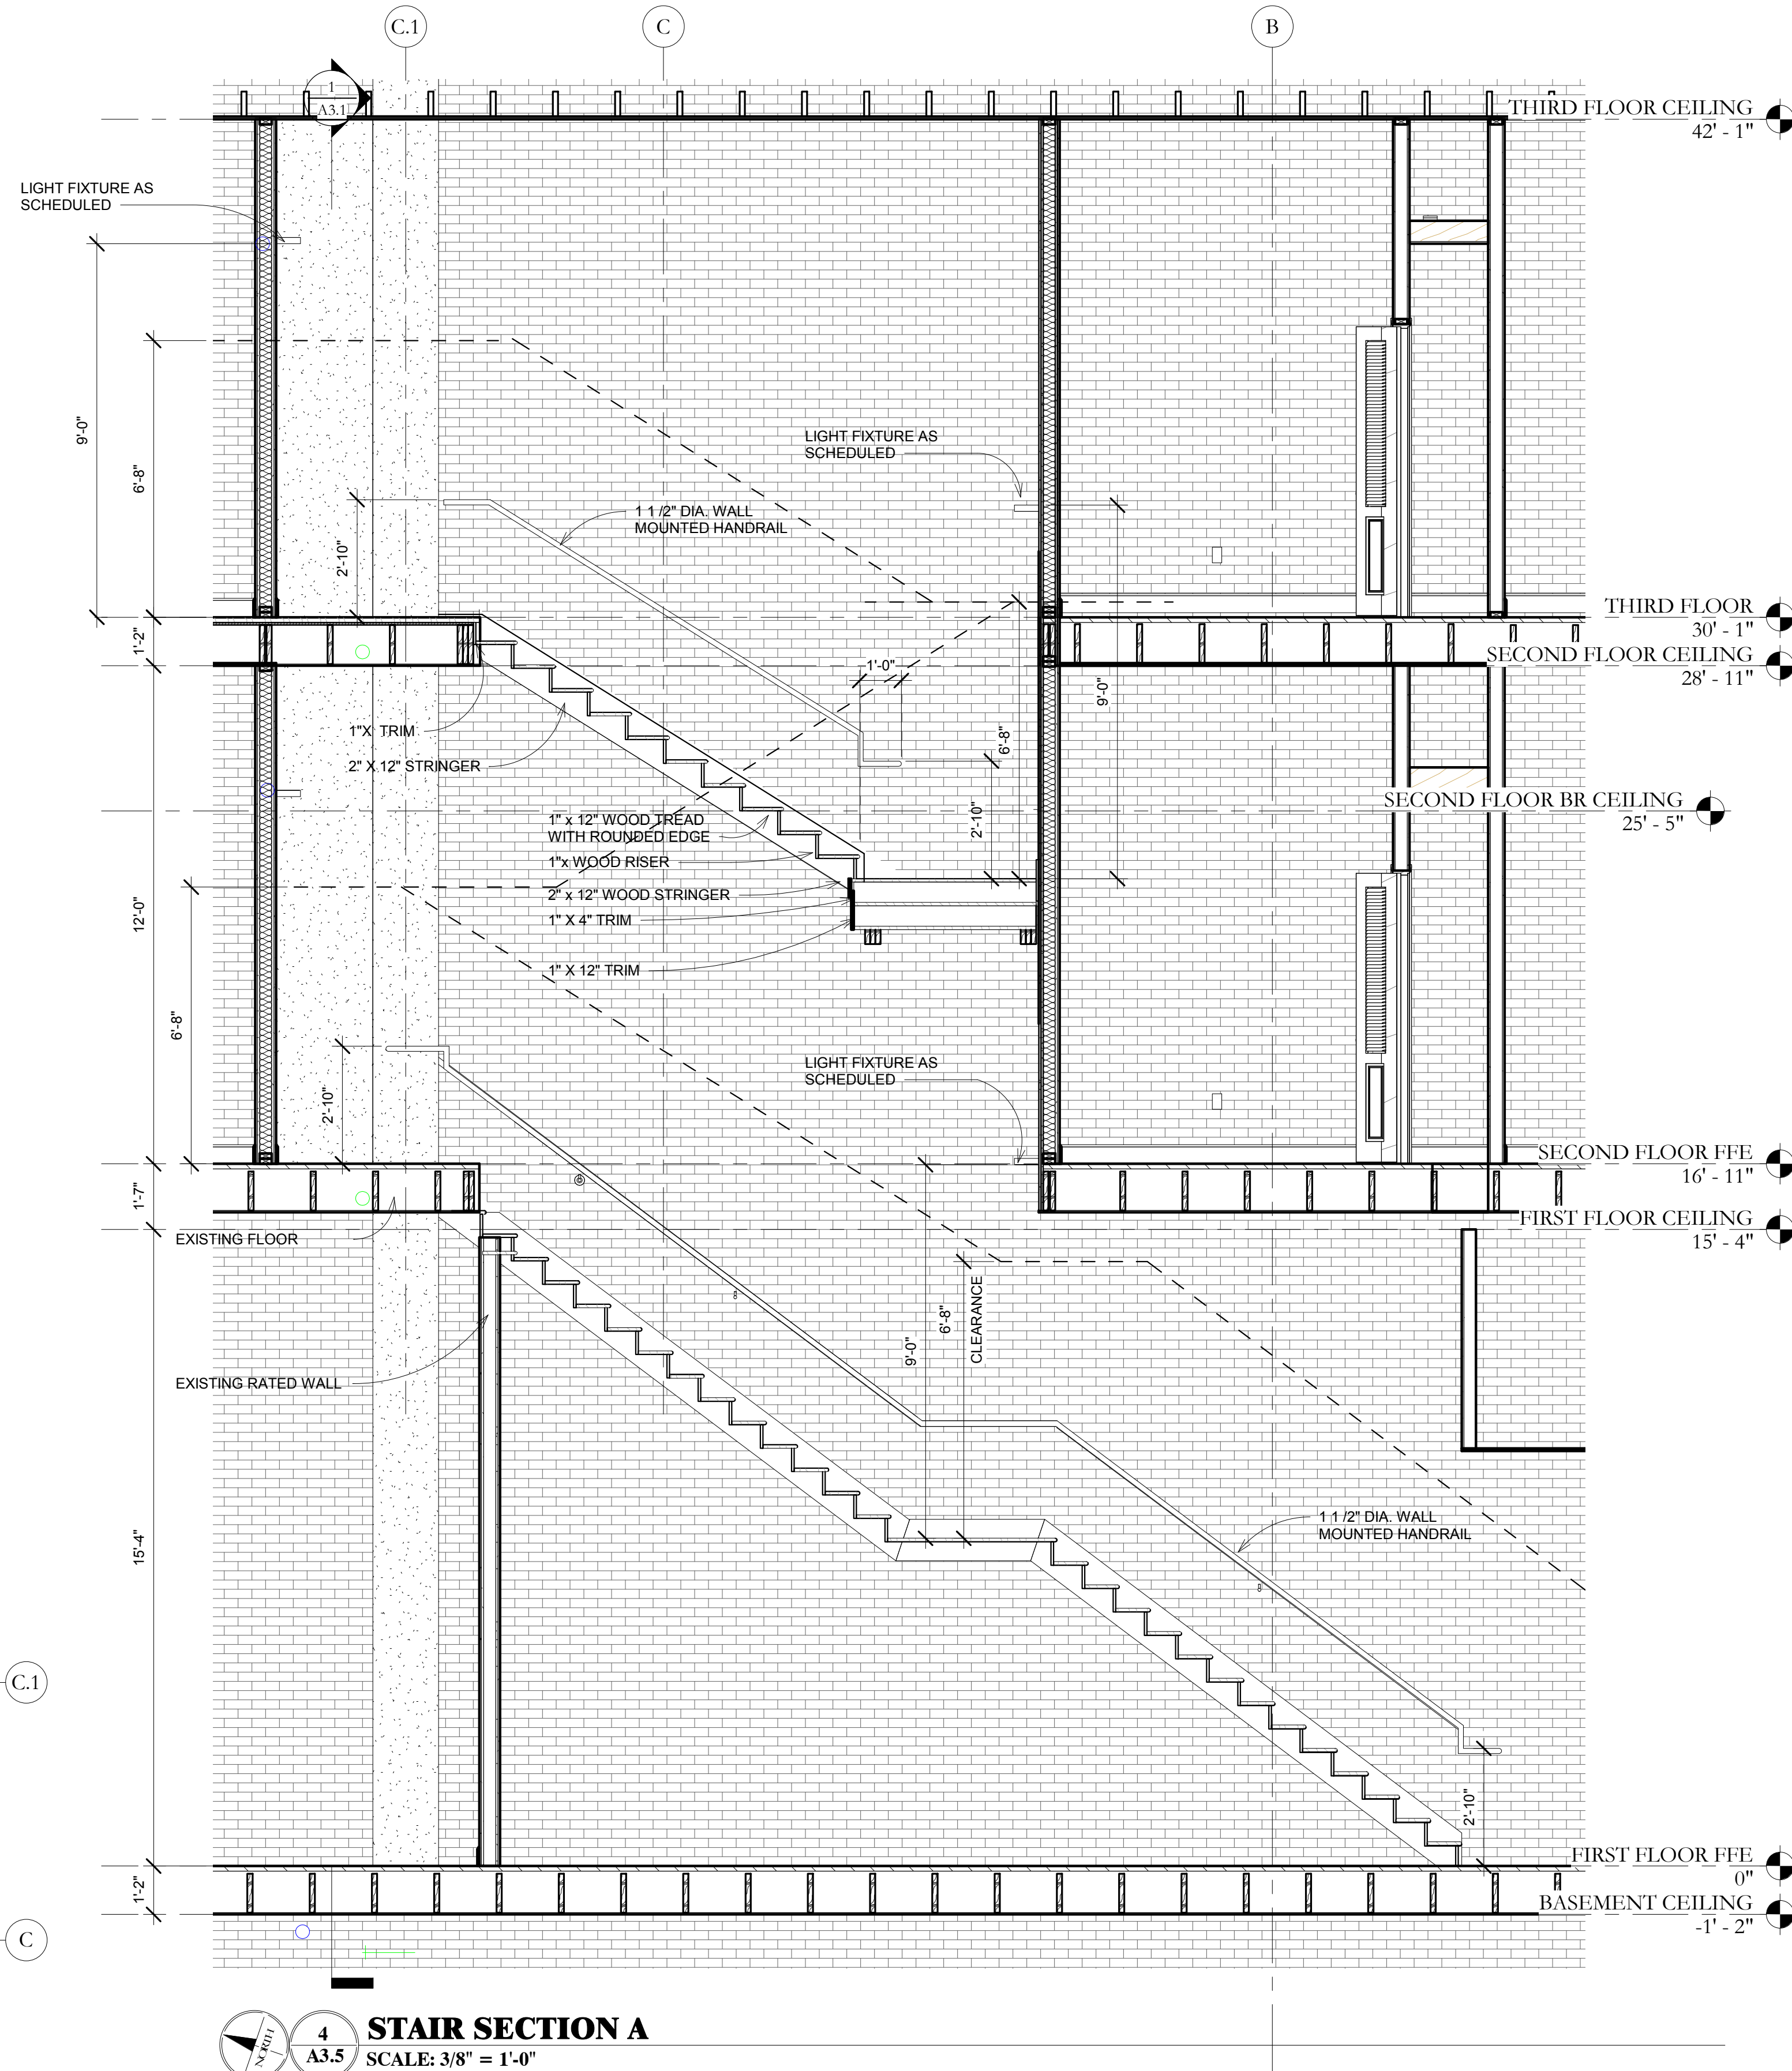 C.1
C
B
1
A3.1
THIRD FLOOR CEILING
42' - 1"
LIGHT FIXTURE AS
SCHEDULED
9'-0"
6'-8"
LIGHT FIXTURE AS
SCHEDULED
1 1 /2" DIA. WALL
MOUNTED HANDRAIL
2'-10"
THIRD FLOOR
30' - 1"
1'-2"
SECOND FLOOR CEILING
28' - 11"
1'-0"
9'-0"
6'-8"
1"X TRIM
2" X 12" STRINGER
SECOND FLOOR BR CEILING
25' - 5"
2'-10"
1" x 12" WOOD TREAD
WITH ROUNDED EDGE
1"x WOOD RISER
2" x 12" WOOD STRINGER
1" X 4" TRIM
1" X 12" TRIM
12'-0"
6'-8"
LIGHT FIXTURE AS
SCHEDULED
2'-10"
SECOND FLOOR FFE
16' - 11"
1'-7"
FIRST FLOOR CEILING
15' - 4"
EXISTING FLOOR
9'-0"
6'-8"
CLEARANCE
EXISTING RATED WALL
1 1 /2" DIA. WALL
MOUNTED HANDRAIL
15'-4"
C.1
2'-10"
FIRST FLOOR FFE
0"
1'-2"
BASEMENT CEILING
-1' - 2"
C
NORTH
4
A3.5
STAIR SECTION A
SCALE: 3/8" = 1'-0"